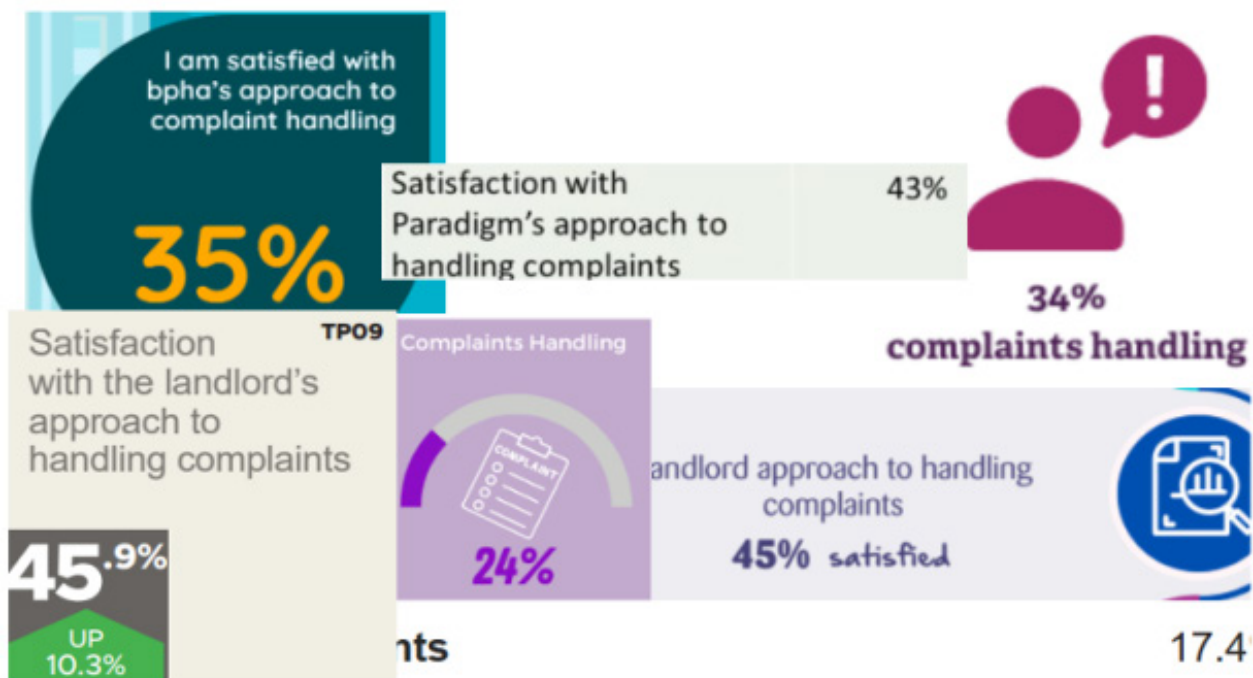 I am satisfied with
bpha's approach to
complaint handling
35%
Satisfaction with
Paradigm's approach to
handling complaints
43%
34%
complaints handling
TP09
Satisfaction
with the landlord's
approach to
handling complaints
45.9%
UP
10.3%
Complaints Handling
COMPLAINT
24%
andlord approach to handling
complaints
45% satisfied
nts
17.4